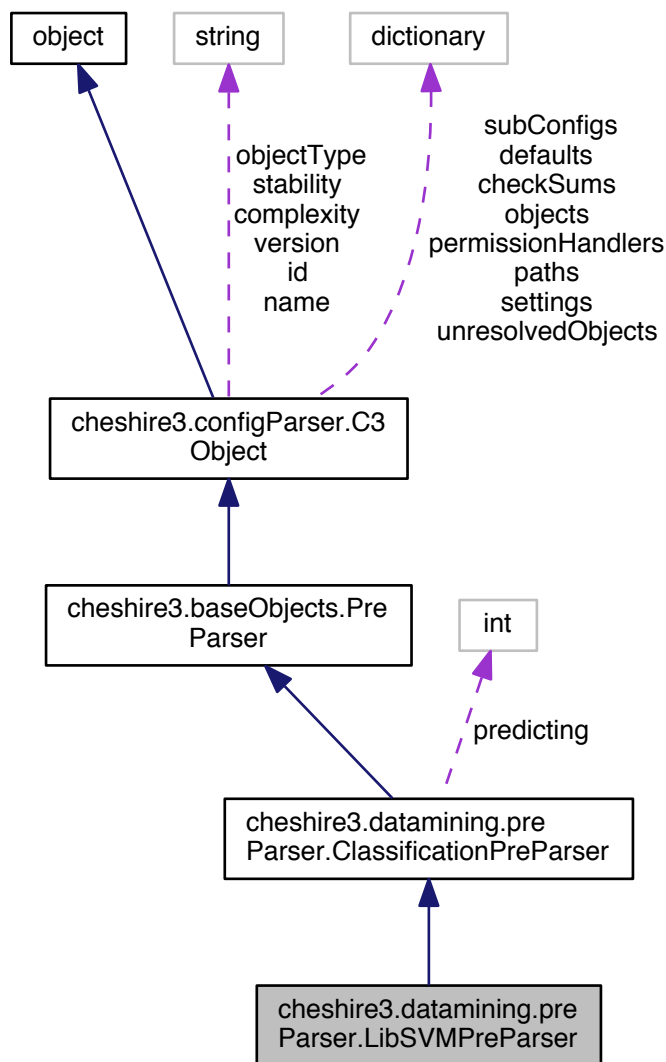 object
string
dictionary
objectType
stability
complexity
version
id
name
subConfigs
defaults
checkSums
objects
permissionHandlers
paths
settings
unresolvedObjects
cheshire3.configParser.C3
Object
cheshire3.baseObjects.Pre
Parser
int
predicting
cheshire3.datamining.pre
Parser.ClassificationPreParser
cheshire3.datamining.pre
Parser.LibSVMPreParser